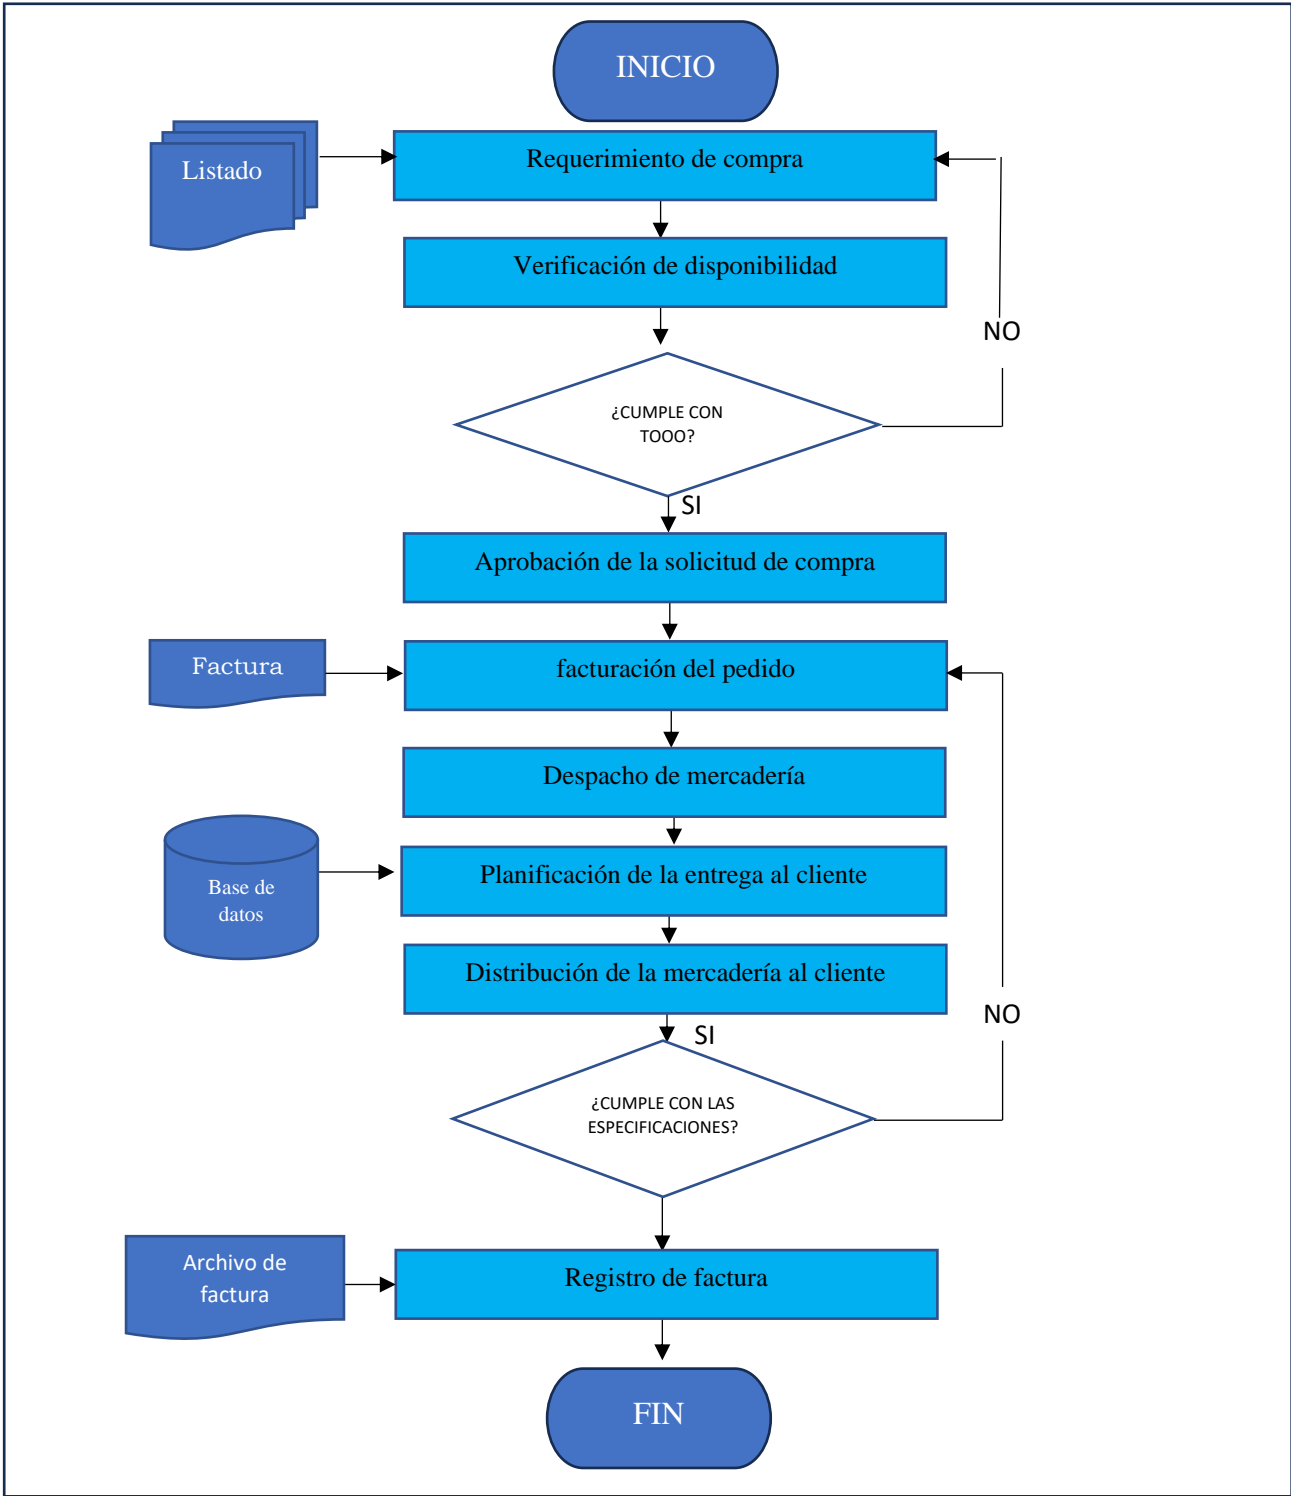 INICIO
Listado
Requerimiento de compra
Verificación de disponibilidad
NO
¿CUMPLE CON
TOOO?
SI
Aprobación de la solicitud de compra
Factura
facturación del pedido
Despacho de mercadería
Base de
datos
Planificación de la entrega al cliente
Distribución de la mercadería al cliente
NO
SI
¿CUMPLE CON LAS
ESPECIFICACIONES?
Archivo de
factura
Registro de factura
FIN